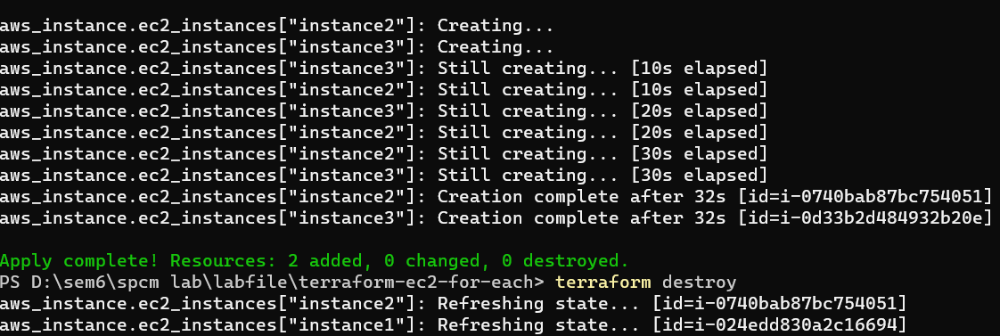 aws_instance.ec2_instances["instance2"]: Creating...
aws_instance.ec2_instances["instance3"]: Creating...
aws_instance.ec2_instances["instance3"]: Still creating... [10s elapsed]
aws_instance.ec2_instances["instance2"]: Still creating... [10s elapsed]
aws_instance.ec2_instances["instance3"]: Still creating... [20s elapsed]
aws_instance.ec2_instances["instance2"]: Still creating... [20s elapsed]
aws_instance.ec2_instances["instance2"]: Still creating... [30s elapsed]
aws_instance.ec2_instances["instance3"]: Still creating... [30s elapsed]
aws_instance.ec2_instances["instance2"]: Creation complete after 32s [id=i-0740bab87bc754051]
aws_instance.ec2_instances["instance3"]: Creation complete after 32s [id=i-0d33b2d484932b20e]
Apply complete! Resources: 2 added, 0 changed, 0 destroyed.
PS D:\sem6\spcm lab\labfile\terraform-ec2-for-each> terraform destroy
aws_instance.ec2_instances["instance2"]: Refreshing state... [id=i-0740bab87bc754051]
aws_instance.ec2_instances["instance1"]: Refreshing state... [id=i-024edd830a2c16694]